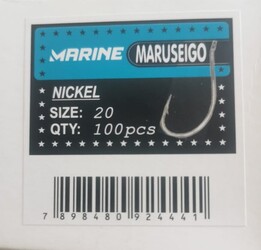 MARINE MARUSEIGO
NICKEL
SIZE: 20
QTY: 100pcs
7 898480 924441